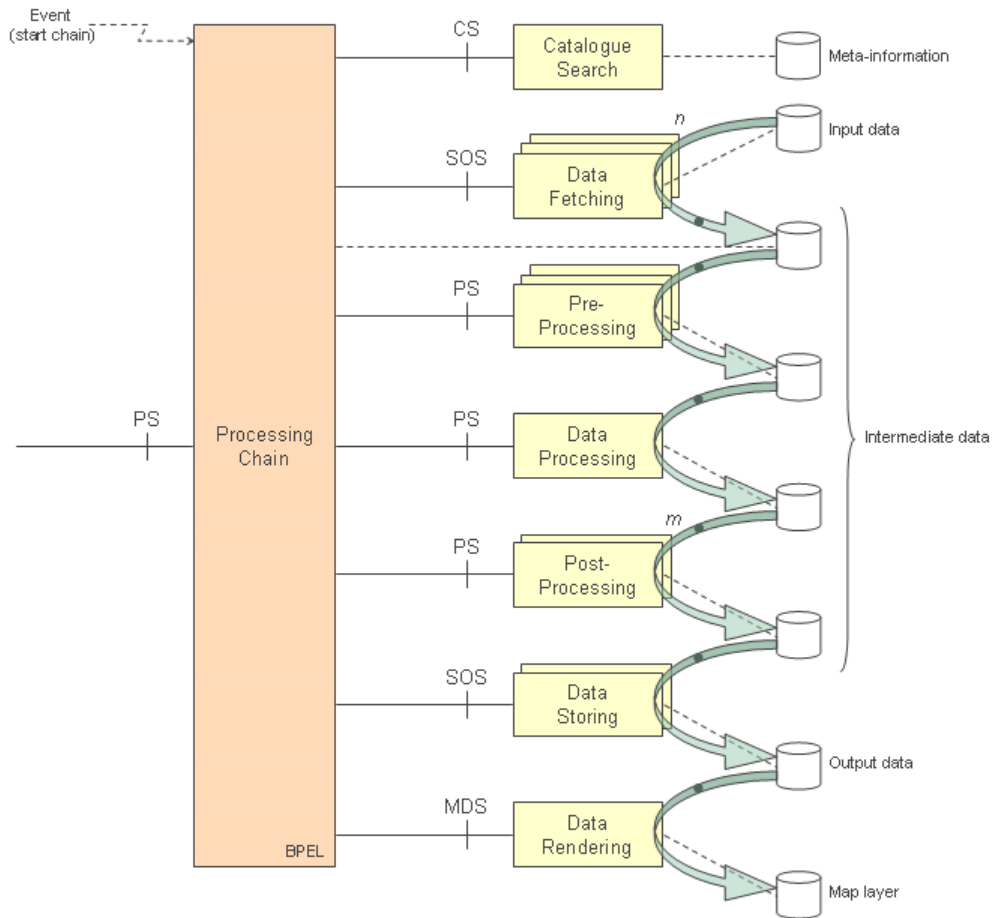 Event
(start chain)
CS
Catalogue
Search
Meta-information
n
Input data
SOS
Data
Fetching
PS
Pre-
Processing
PS
Processing
Chain
PS
Data
Processing
Intermediate data
m
PS
Post-
Processing
SOS
Data
Storing
Output data
MDS
Data
Rendering
BPEL
Map layer